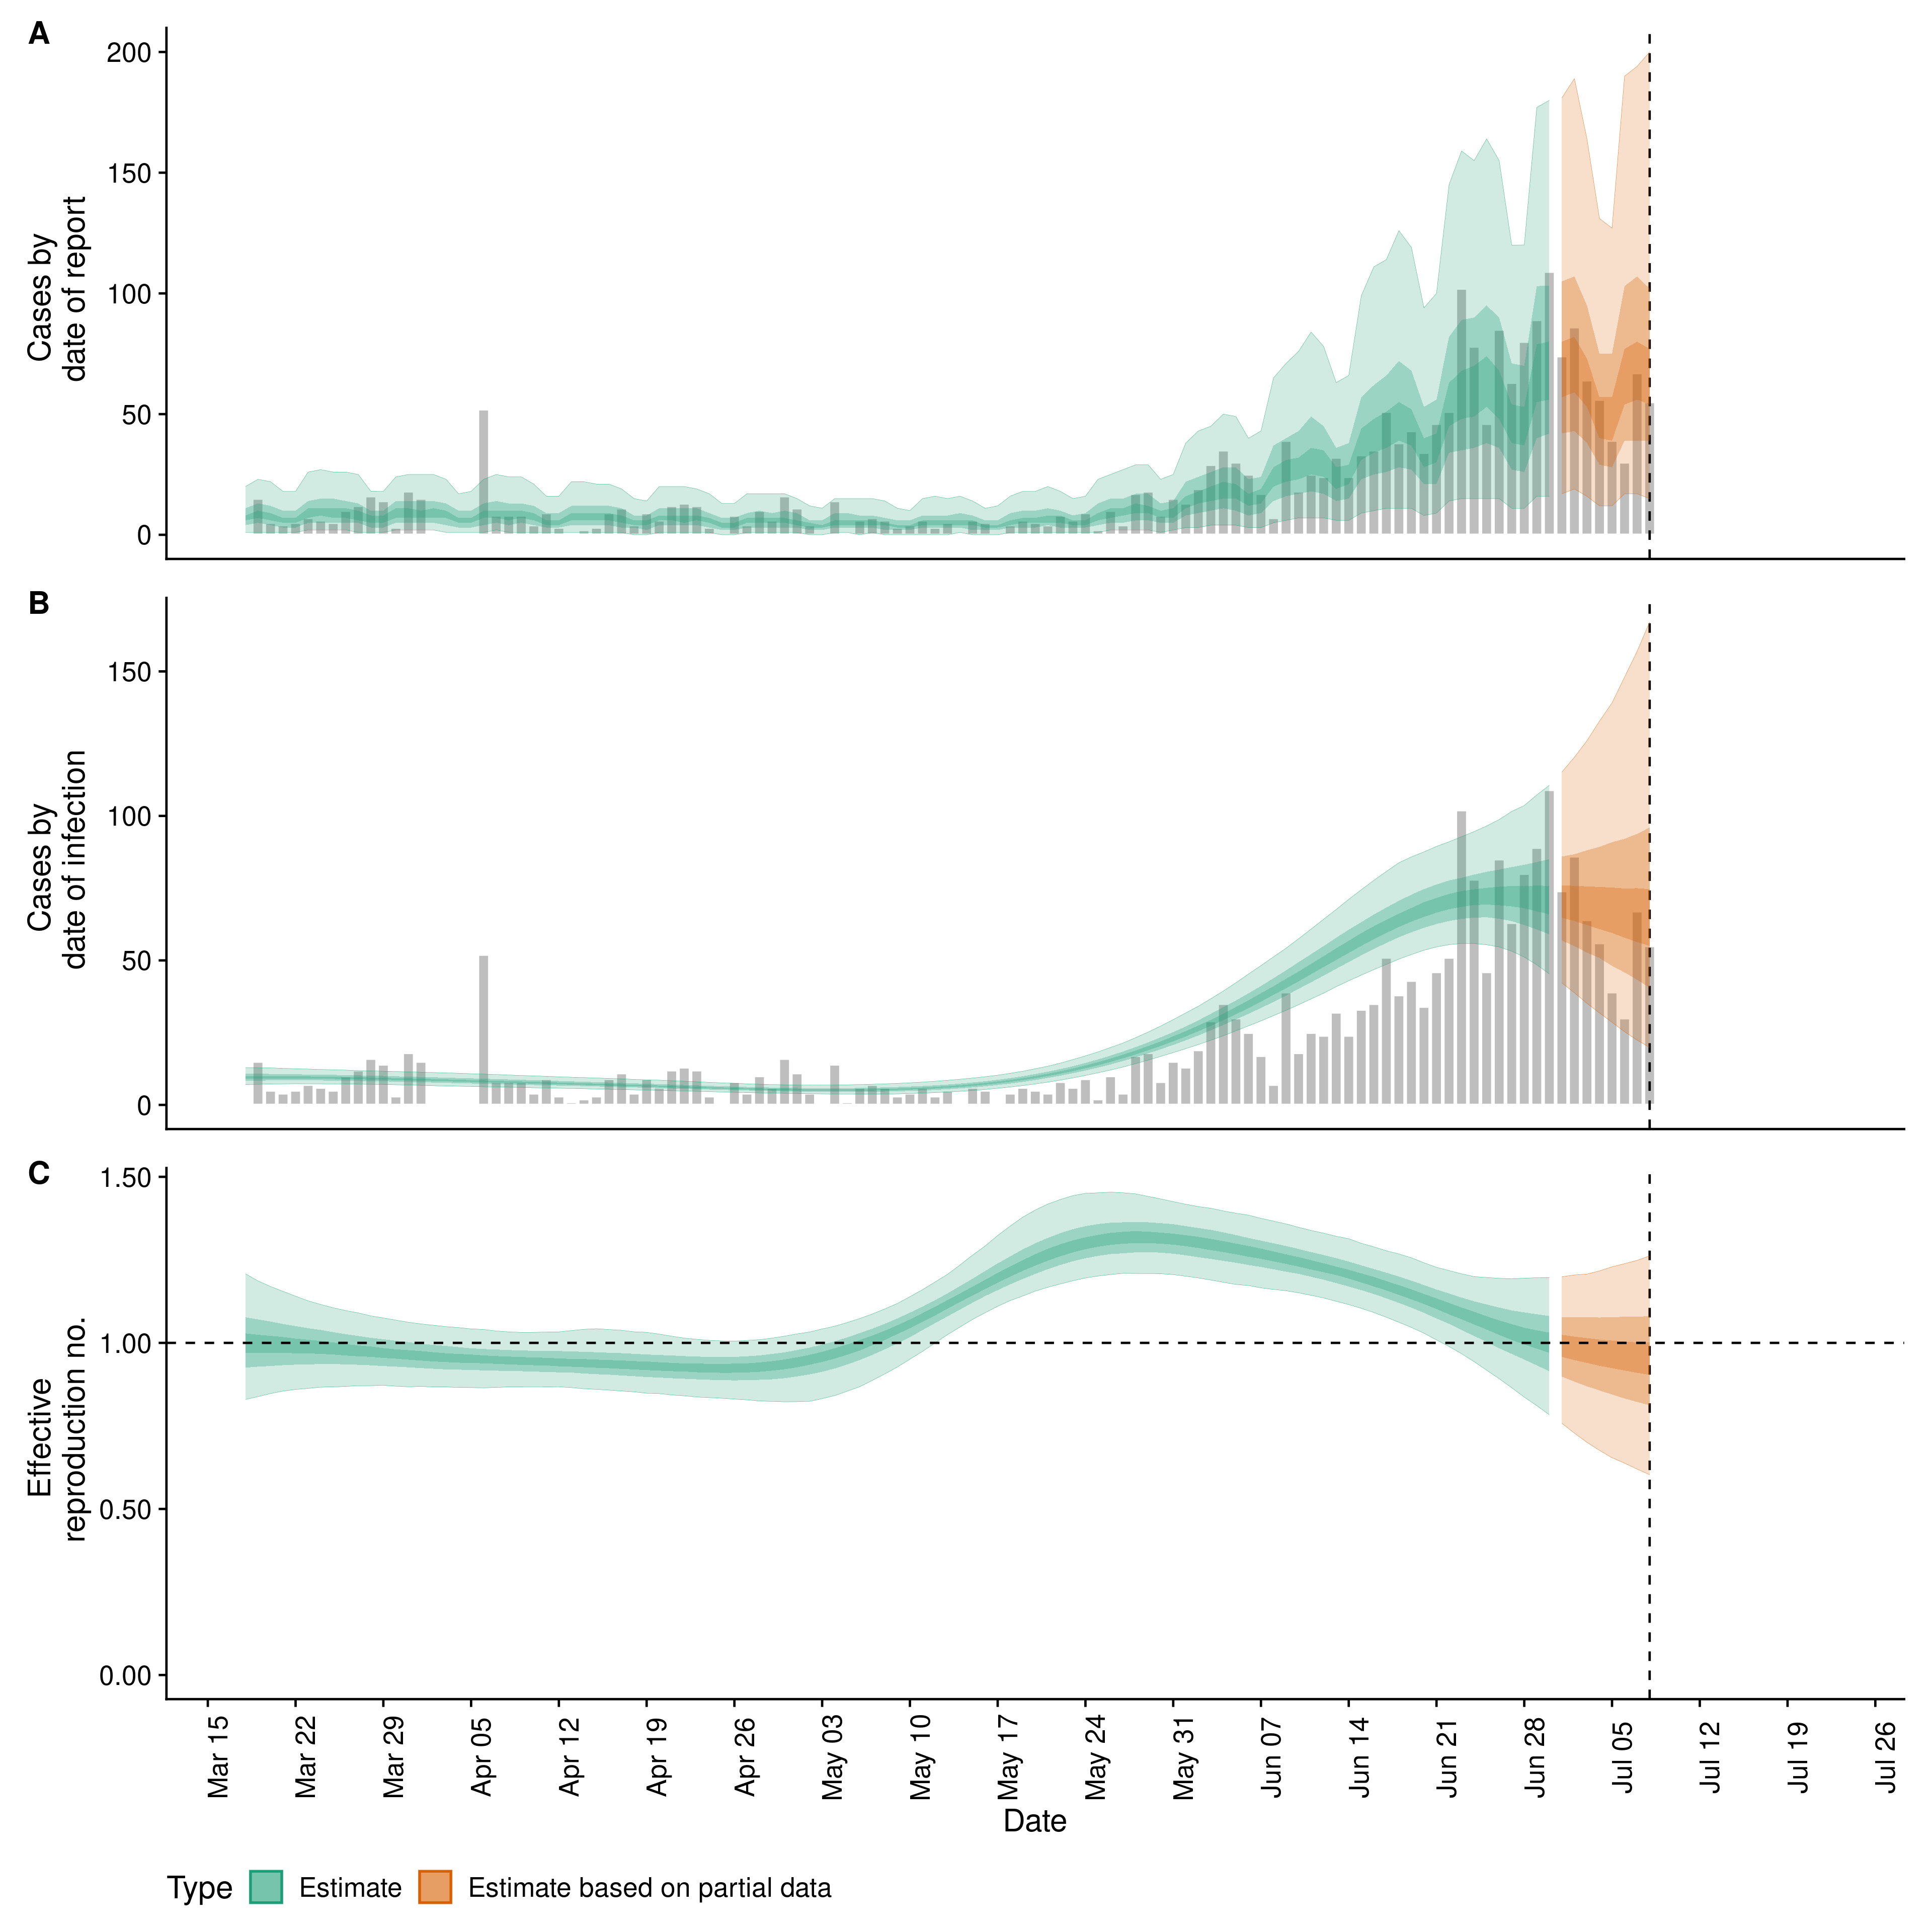 A
Cases by
date of report
200
150
100
50
0
B
Cases by
date of infection
150
100
50
0
C
Effective
reproduction no.
1.50
1.00
0.50
0.00
Mar 15
Mar 22
Mar 29
Apr 05
Apr 12
Apr 19
Apr 26
May 03
May 10
May 17
May 24
May 31
Jun 07
Jun 14
Jun 21
Jun 28
Jul 05
Jul 12
Jul 19
Jul 26
Date
Type Estimate Estimate based on partial data